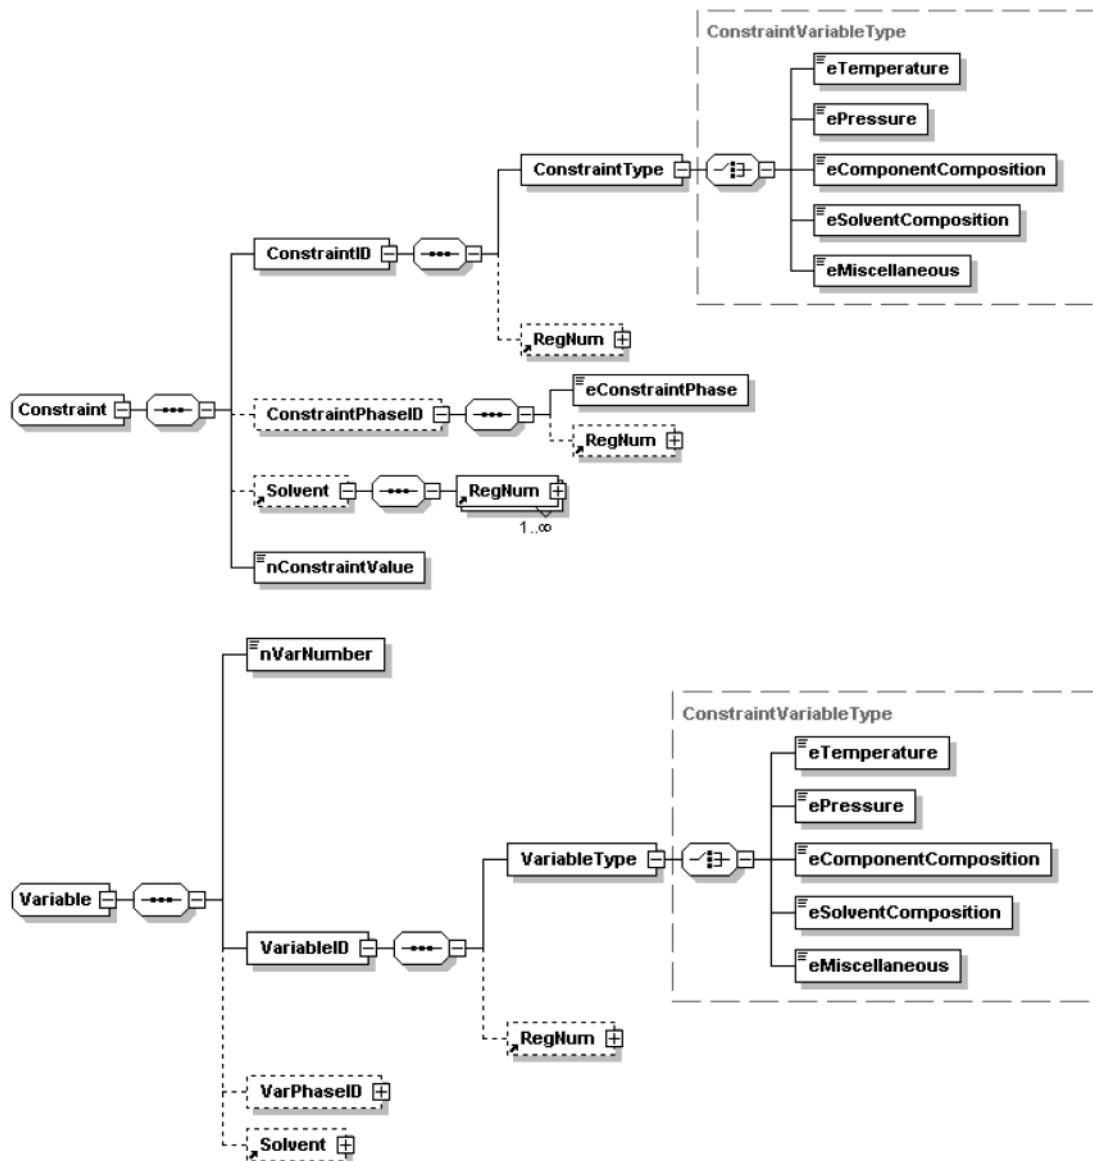 ConstraintVariableType
eTemperature
ePressure
ConstraintType
eComponentComposition
eSolventComposition
ConstraintID
eMiscellaneous
RegNum
eConstraintPhase
Constraint
ConstraintPhaseID
RegNum
Solvent
RegNum
1..∞
nConstraintValue
nVarNumber
ConstraintVariableType
eTemperature
ePressure
VariableType
eComponentComposition
Variable
eSolventComposition
VariableID
eMiscellaneous
RegNum
VarPhaseID
Solvent